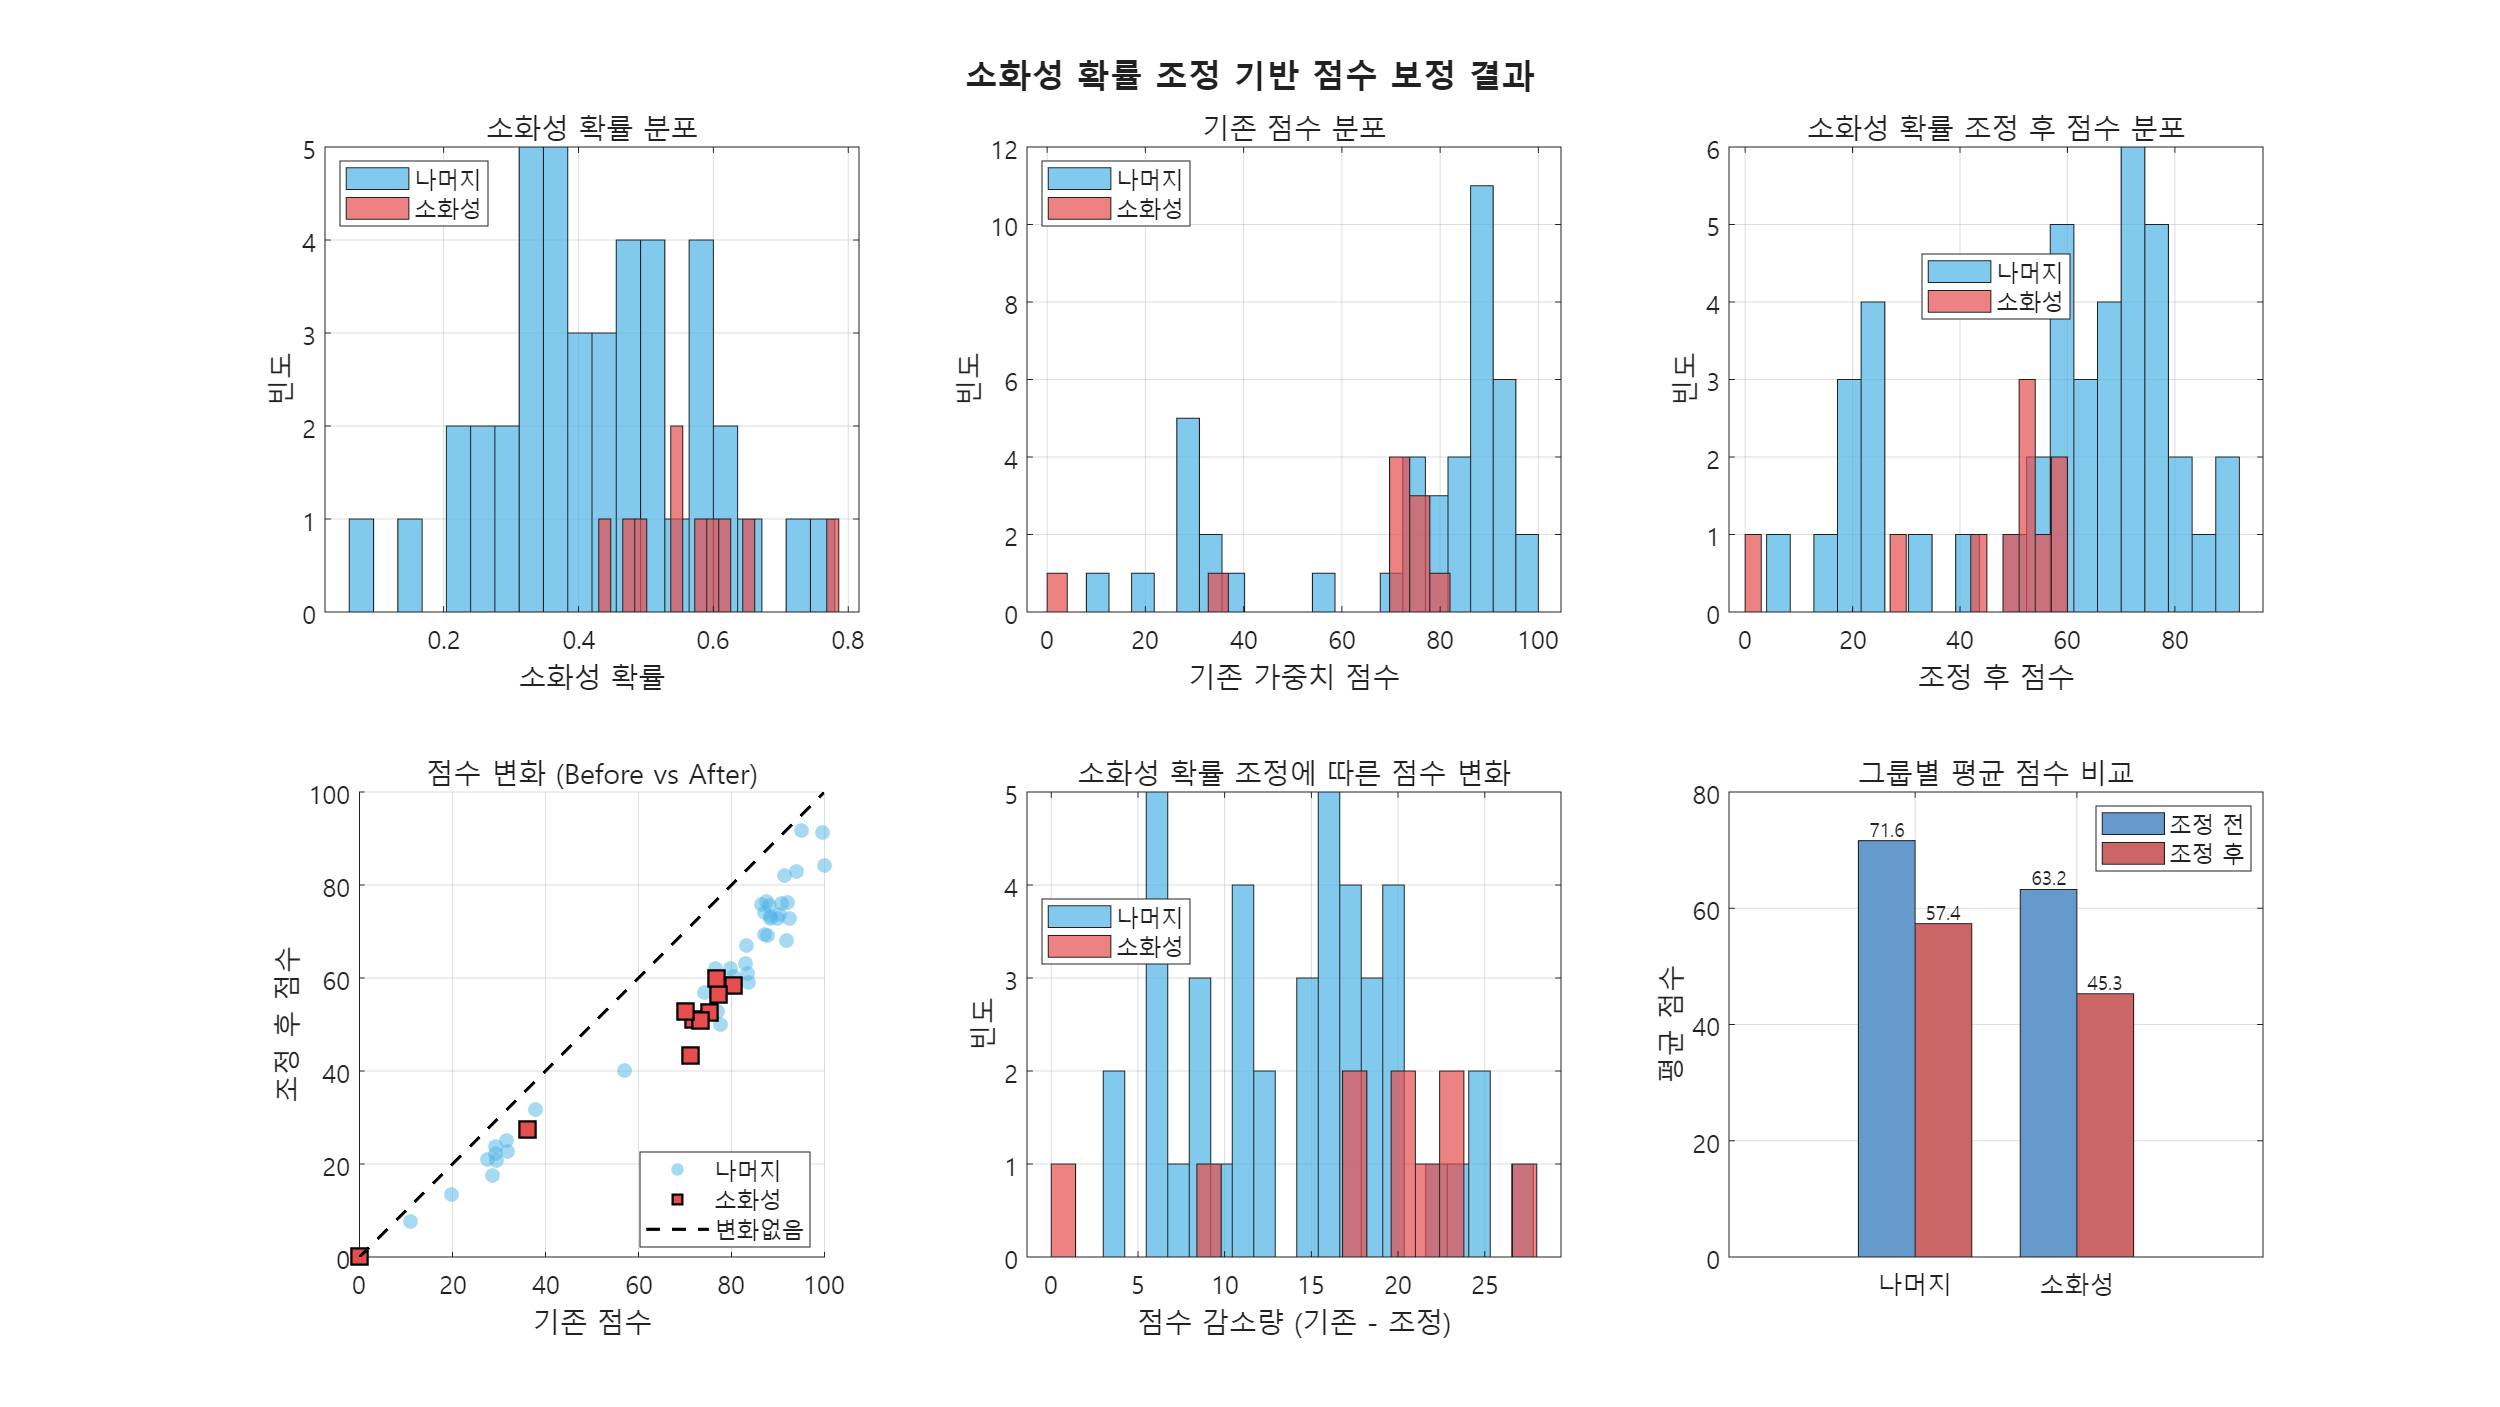 소화성 확률 조정 기반 점수 보정 결과
소화성 확률 분포
나머지
소화성
5
4
3
2
1
0
빈도
0.2 0.4 0.6 0.8
소화성 확률
기존 점수 분포
나머지
소화성
12
10
8
6
4
2
0
빈도
0 20 40 60 80 100
기존 가중치 점수
소화성 확률 조정 후 점수 분포
나머지
소화성
6
5
4
3
2
1
0
빈도
0 20 40 60 80
조정 후 점수
점수 변화 (Before vs After)
100
80
60
40
20
0
조정 후 점수
나머지
소화성
변화없음
0 20 40 60 80 100
기존 점수
소화성 확률 조정에 따른 점수 변화
나머지
소화성
5
4
3
2
1
0
빈도
0 5 10 15 20 25
점수 감소량 (기존 - 조정)
그룹별 평균 점수 비교
조정 전
조정 후
80
60
40
20
0
평균 점수
71.6
57.4
63.2
45.3
나머지 소화성